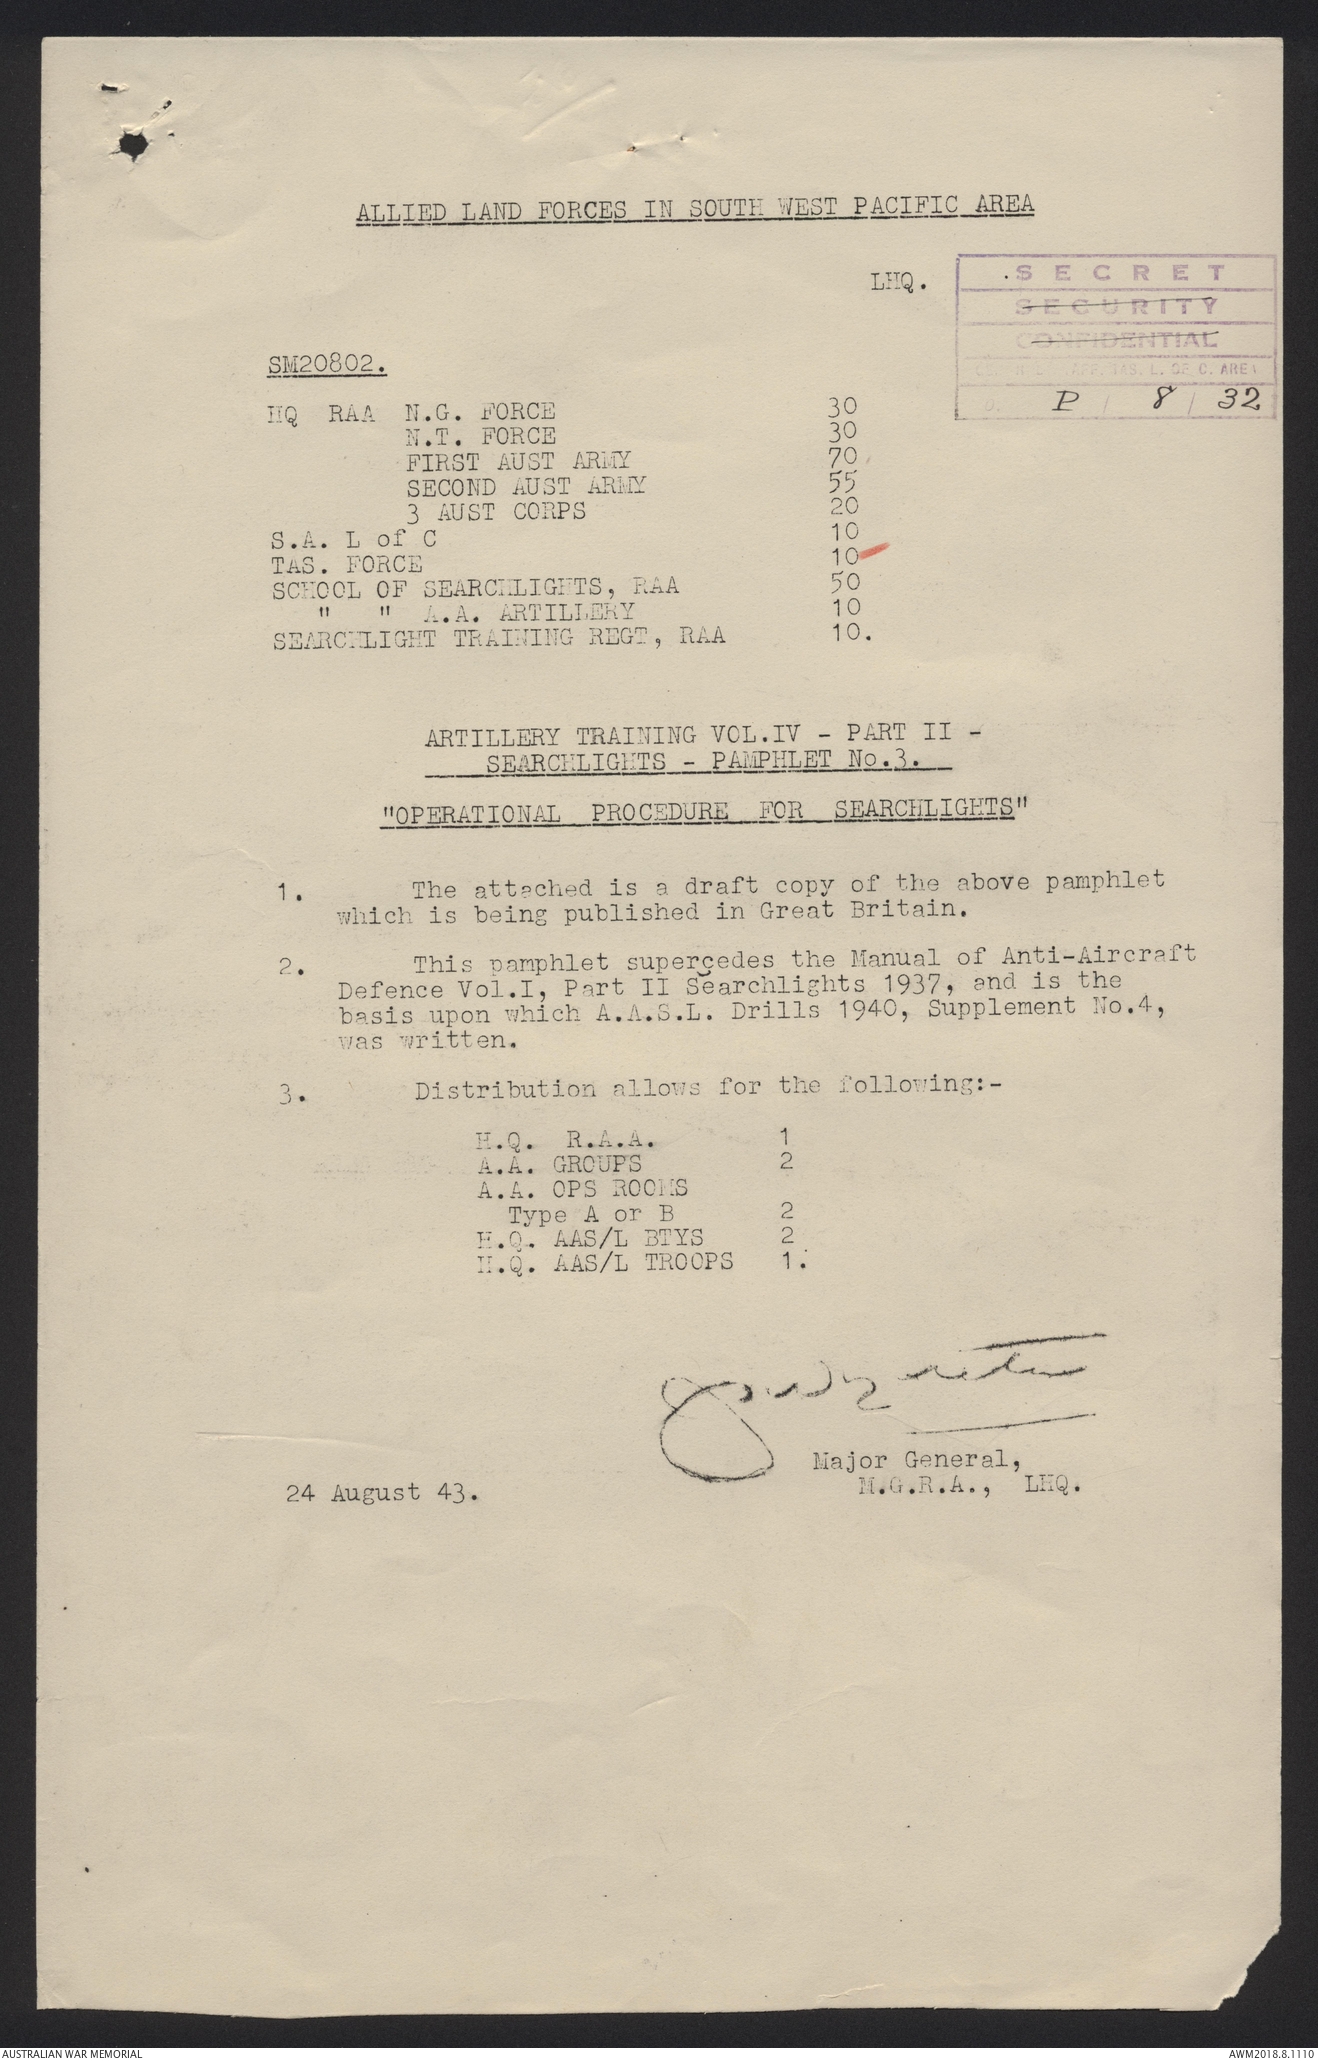 ALLIED LAND FORCES IN SOUTH WEST PACIFIC AREA
LHQ.
SECRET
SECURITY
CONFIDENTIAL
TAS. L. OF C. AREA
P / 8 / 32
SM20802.
HQ RAA N.G. FORCE 30
N.T. FORCE 30
FIRST AUST ARMY 70
SECOND AUST ARMY 55
3 AUST CORPS 20
S.A. L of C 10
TAS. FORCE 10
SCHOOL OF SEARCHLIGHTS, RAA 50
" " A.A. ARTILLERY 10
SEARCHLIGHT TRAINING REGT, RAA 10.
ARTILLERY TRAINING VOL.IV - PART II -
SEARCHLIGHTS - PAMPHLET No.3.
"OPERATIONAL PROCEDURE FOR SEARCHLIGHTS"
1. The attached is a draft copy of the above pamphlet
which is being published in Great Britain.
2. This pamphlet supercedes the Manual of Anti-Aircraft
Defence Vol.I, Part II Searchlights 1937, and is the
basis upon which A.A.S.L. Drills 1940, Supplement No.4,
was written.
3. Distribution allows for the following:-
H.Q. R.A.A. 1
A.A. GROUPS 2
A.A. OPS ROOMS
Type A or B 2
H.Q. AAS/L BTYS 2
H.Q. AAS/L TROOPS 1.
Major General,
M.G.R.A., LHQ.
24 August 43.
AUSTRALIAN WAR MEMORIAL
AWM2018.8.1110